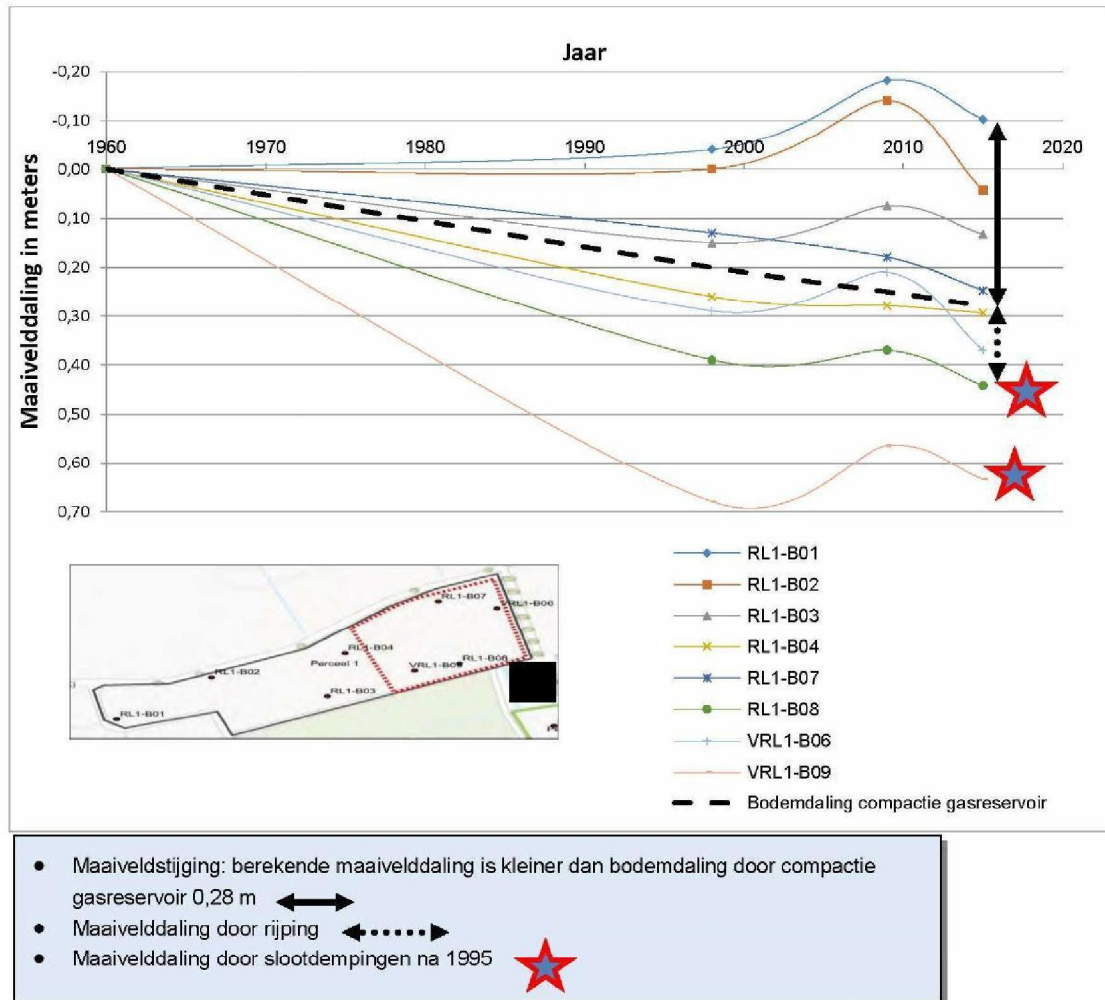 Jaar
-0,20
-0,10
1960 1970 1980 1990 2000 2010 2020
0,00
0,10
0,20
0,30
0,40
0,50
0,60
0,70
Maaivelddaling in meters
RL1-B01
RL1-B02
RL1-B03
RL1-B04
RL1-B07
RL1-B08
VRL1-B06
VRL1-B09
Bodemdaling compactie gasreservoir
RL1-B07
VRL1-B06
RL1-B04
Perceel 1
RL1-B02
RL1-B03
RL1-B01
• Maaiveldstijging: berekende maaivelddaling is kleiner dan bodemdaling door compactie
gasreservoir 0,28 m
• Maaivelddaling door rijping
• Maaivelddaling door slootdempingen na 1995